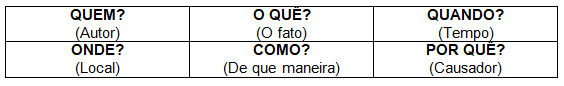 QUEM? O QUÊ? QUANDO?
(Autor) (O fato) (Tempo)
ONDE? COMO? POR QUÊ?
(Local) (De que maneira) (Causador)